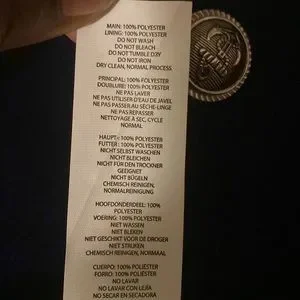 MAIN: 100% POLYESTER
LINING: 100% POLYESTER
DO NOT WASH
DO NOT BLEACH
DO NOT TUMBLE DRY
DO NOT IRON
DRY CLEAN, NORMAL PROCESS
PRINCIPAL: 100% POLYESTER
DOUBLURE: 100% POLYESTER
NE PAS LAVER
NE PAS UTILISER D'EAU DE JAVEL
NE PAS PASSER AU SÈCHE-LINGE
NE PAS REPASSER
NETTOYAGE À SEC, CYCLE
NORMAL
HAUPT: 100% POLYESTER
FUTTER: 100% POLYESTER
NICHT SELBST WASCHEN
NICHT BLEICHEN
NICHT FÜR DEN TROCKNER
GEEIGNET
NICHT BÜGELN
CHEMISCH REINIGEN,
NORMALREINIGUNG
HOOFDONDERDEEL: 100%
POLYESTER
VOERING: 100% POLYESTER
NIET WASSEN
NIET BLEKEN
NIET GESCHIKT VOOR DE DROGER
NIET STRIJKEN
CHEMISCH REINIGEN, NORMAAL
CUERPO: 100% POLIÉSTER
FORRO: 100% POLIÉSTER
NO LAVAR
NO LAVAR CON LEJÍA
NO SECAR EN SECADORA